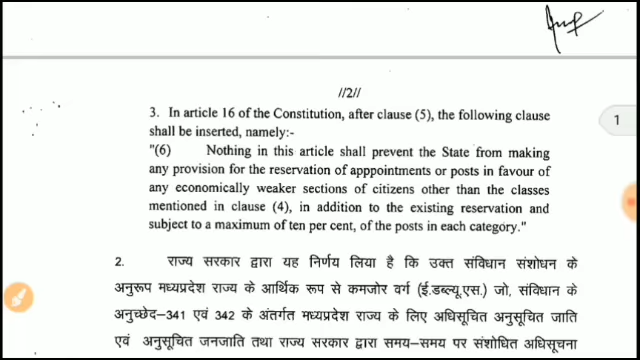 //2//
3. In article 16 of the Constitution, after clause (5), the following clause
shall be inserted, namely:-
"(6) Nothing in this article shall prevent the State from making
any provision for the reservation of apppointments or posts in favour of
any economically weaker sections of citizens other than the classes
mentioned in clause (4), in addition to the existing reservation and
subject to a maximum of ten per cent, of the posts in each category."
1
2. राज्य सरकार द्वारा यह निर्णय लिया है कि उक्त संविधान संशोधन के
अनुरूप मध्यप्रदेश राज्य के आर्थिक रूप से कमजोर वर्ग (ई.डब्ल्यू.एस.) जो, संविधान के
अनुच्छेद-341 एवं 342 के अंतर्गत मध्यप्रदेश राज्य के लिए अधिसूचित अनुसूचित जाति
एवं अनुसूचित जनजाति तथा राज्य सरकार द्वारा समय-समय पर संशोधित अधिसूचना